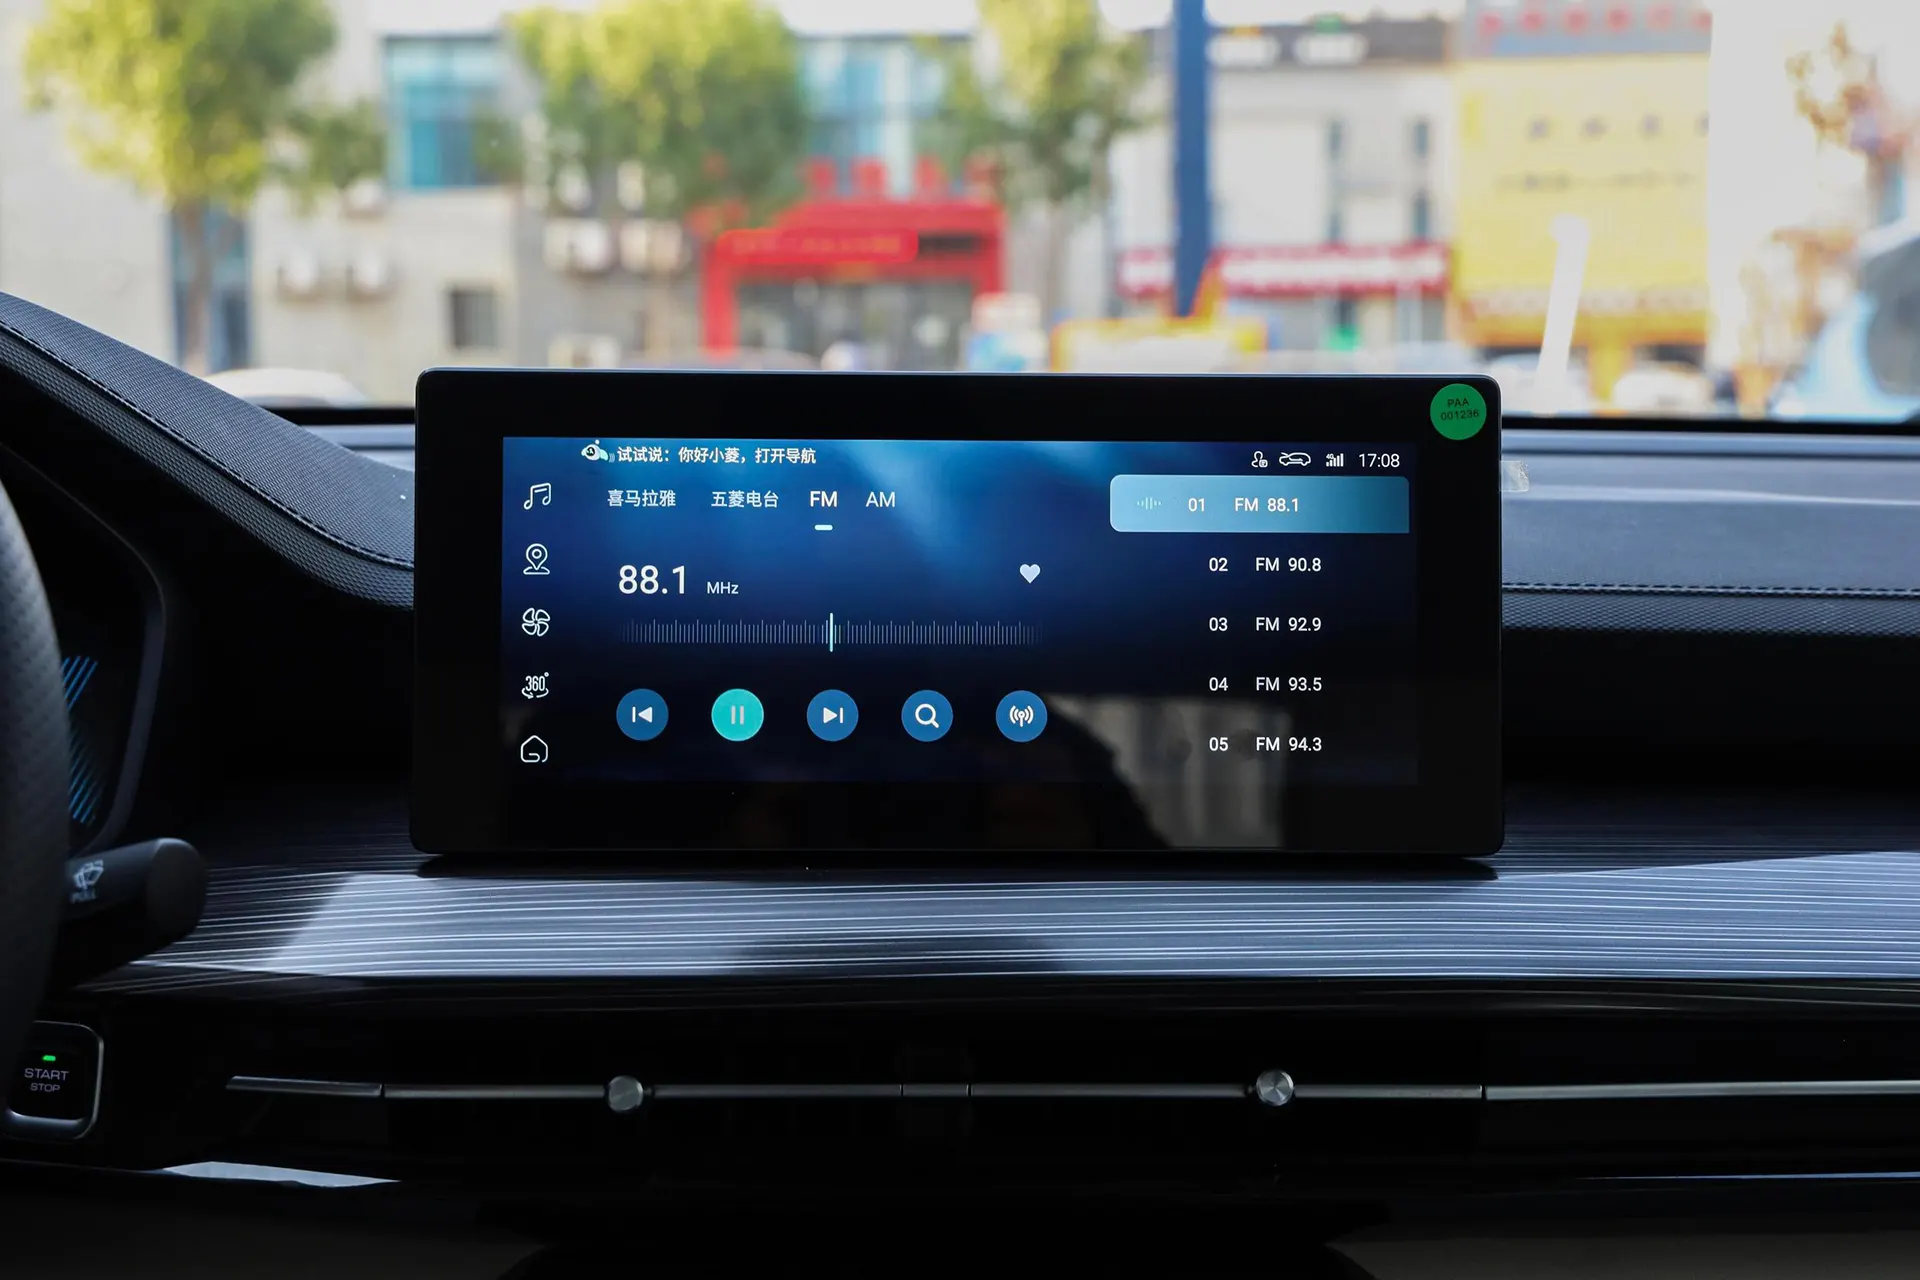 PAA
001236
试试说：你好小菱，打开导航
17:08
喜马拉雅 五菱电台 FM AM
01 FM 88.1
88.1 MHz
02 FM 90.8
03 FM 92.9
04 FM 93.5
05 FM 94.3
360°
PULL
START
STOP